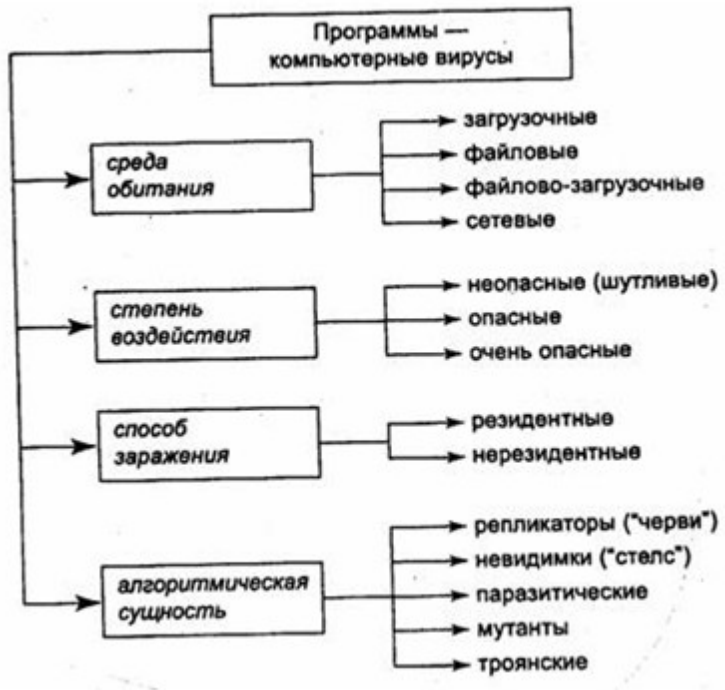 Программы —
компьютерные вирусы
среда
обитания
загрузочные
файловые
файлово-загрузочные
сетевые
степень
воздействия
неопасные (шутливые)
опасные
очень опасные
способ
заражения
резидентные
нерезидентные
алгоритмическая
сущность
репликаторы ("черви")
невидимки ("стелс")
паразитические
мутанты
троянские